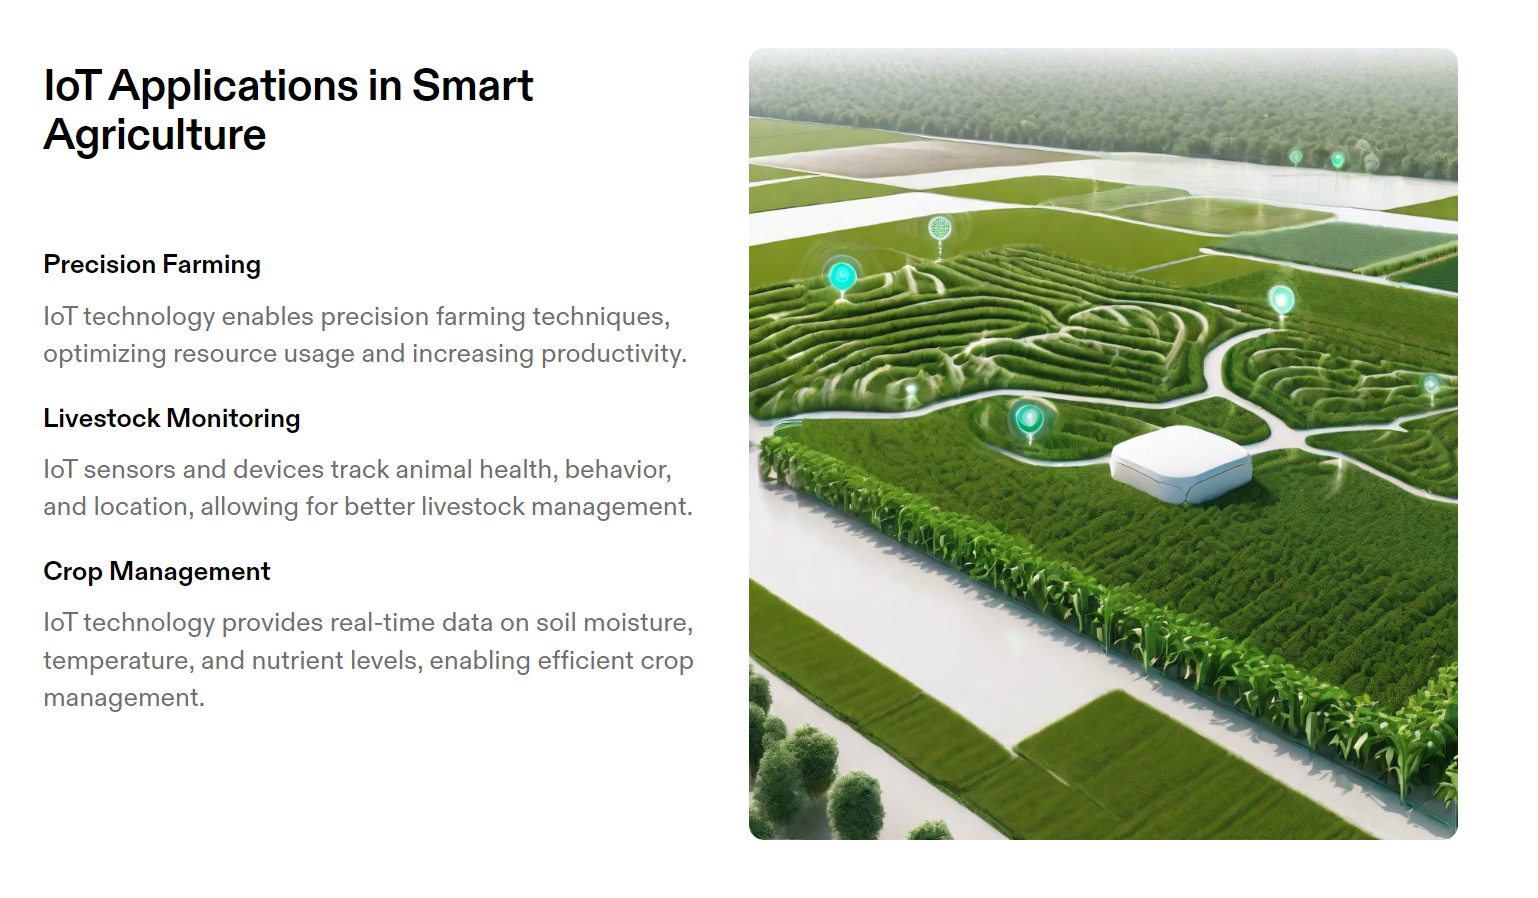 IoT Applications in Smart
Agriculture
Precision Farming
IoT technology enables precision farming techniques,
optimizing resource usage and increasing productivity.
Livestock Monitoring
IoT sensors and devices track animal health, behavior,
and location, allowing for better livestock management.
Crop Management
IoT technology provides real-time data on soil moisture,
temperature, and nutrient levels, enabling efficient crop
management.